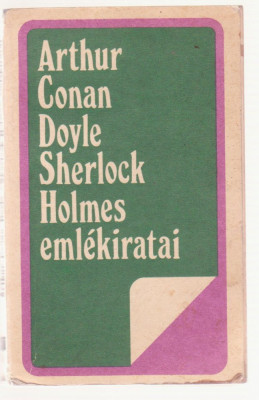 Arthur
Conan
Doyle
Sherlock
Holmes
emlékiratai